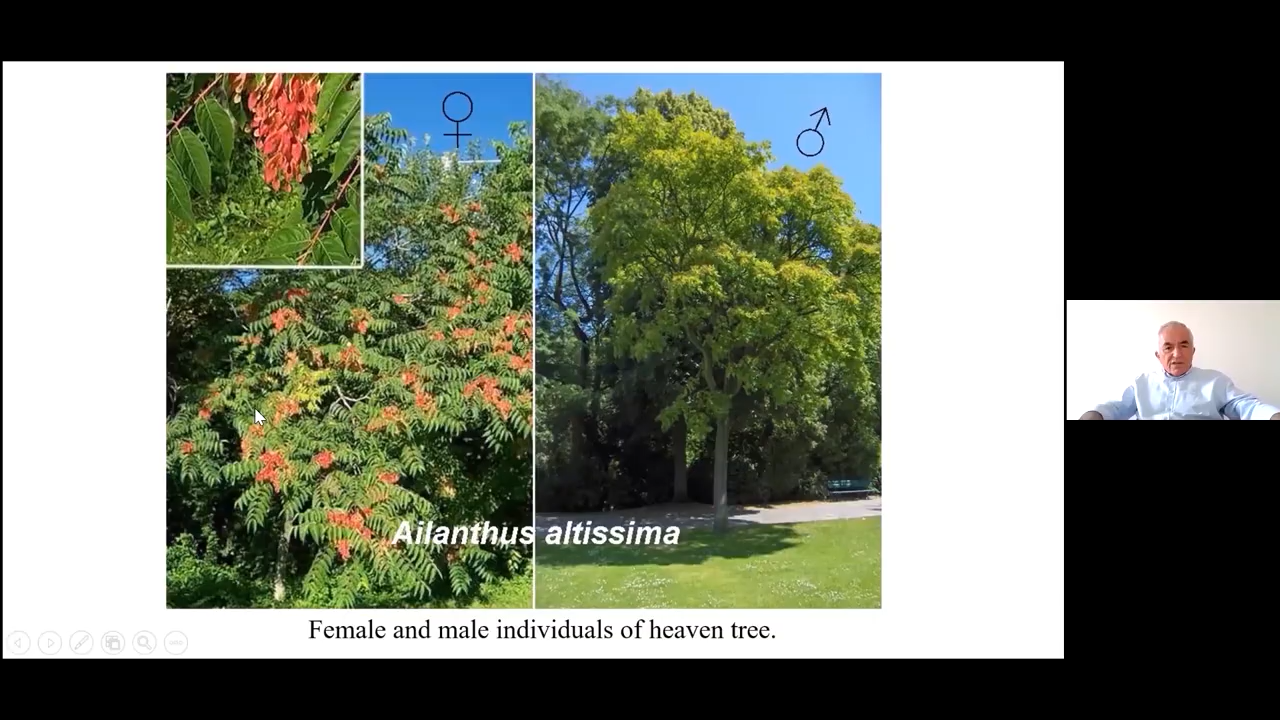 ♀
♂
Ailanthus altissima
Female and male individuals of heaven tree.